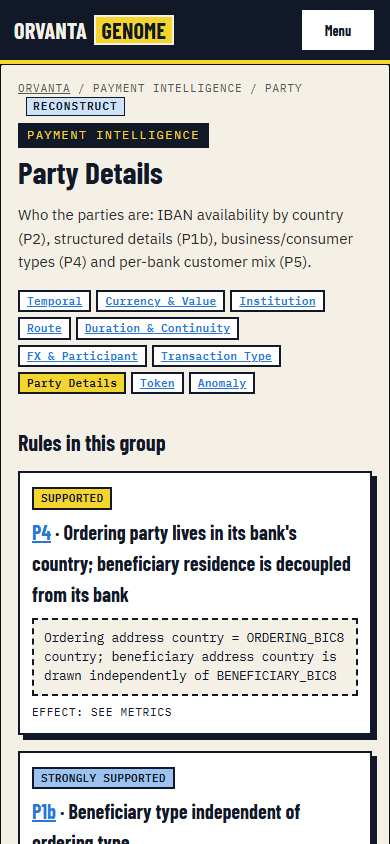 ORVANTA GENOME
Menu
ORVANTA / PAYMENT INTELLIGENCE / PARTY
RECONSTRUCT
PAYMENT INTELLIGENCE
Party Details
Who the parties are: IBAN availability by country
(P2), structured details (P1b), business/consumer
types (P4) and per-bank customer mix (P5).
Temporal Currency & Value Institution
Route Duration & Continuity
FX & Participant Transaction Type
Party Details Token Anomaly
Rules in this group
SUPPORTED
P4 · Ordering party lives in its bank's
country; beneficiary residence is decoupled
from its bank
Ordering address country = ORDERING_BIC8
country; beneficiary address country is
drawn independently of BENEFICIARY_BIC8
EFFECT: SEE METRICS
STRONGLY SUPPORTED
P1b · Beneficiary type independent of
ordering type